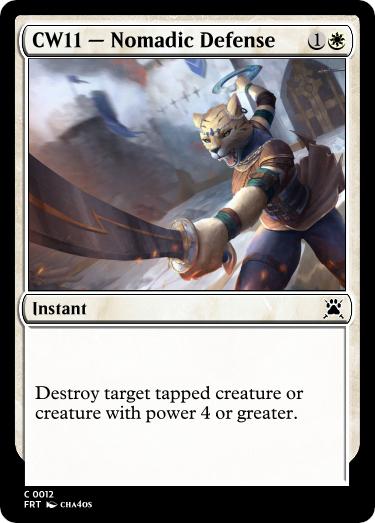 CW11 — Nomadic Defense 1
Instant
Destroy target tapped creature or
creature with power 4 or greater.
C 0012
FRT CHA4OS